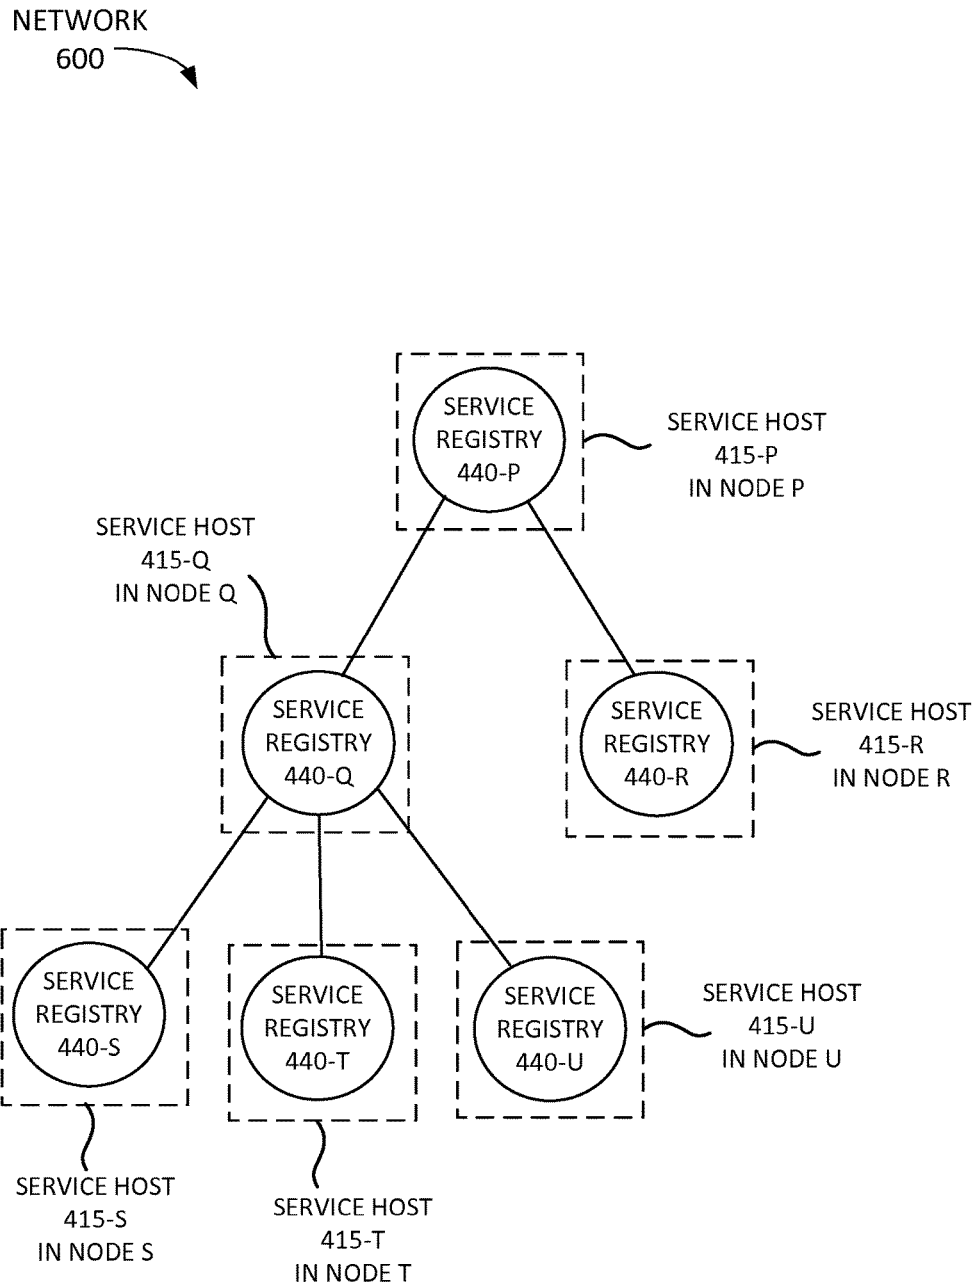 NETWORK
600
SERVICE
REGISTRY
440-P
SERVICE HOST
415-P
IN NODE P
SERVICE HOST
415-Q
IN NODE Q
SERVICE
REGISTRY
440-Q
SERVICE
REGISTRY
440-R
SERVICE HOST
415-R
IN NODE R
SERVICE
REGISTRY
440-S
SERVICE
REGISTRY
440-T
SERVICE
REGISTRY
440-U
SERVICE HOST
415-U
IN NODE U
SERVICE HOST
415-S
IN NODE S
SERVICE HOST
415-T
IN NODE T